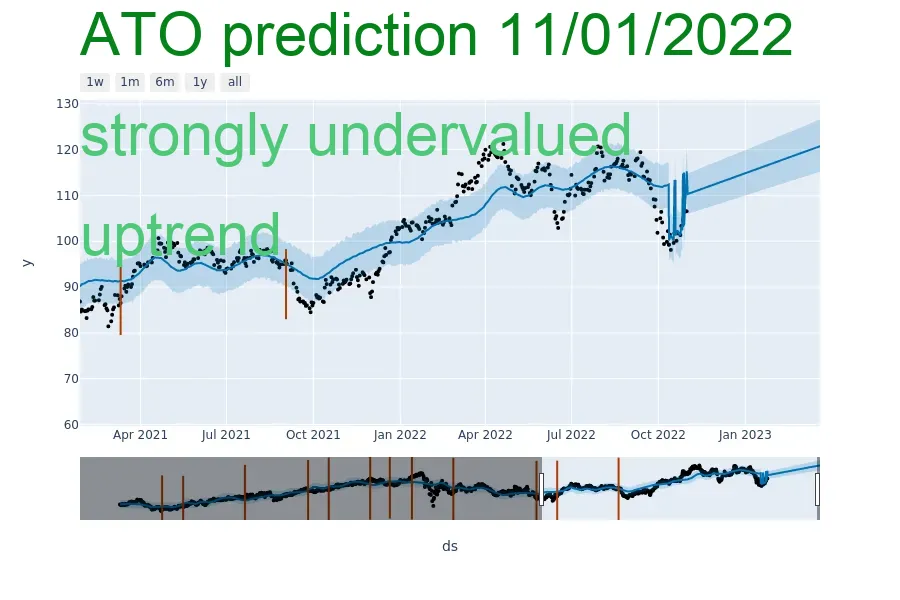 ATO prediction 11/01/2022
1w 1m 6m 1y all
130
strongly undervalued
120
110
uptrend
100
y
90
80
70
60
Apr 2021 Jul 2021 Oct 2021 Jan 2022 Apr 2022 Jul 2022 Oct 2022 Jan 2023
ds